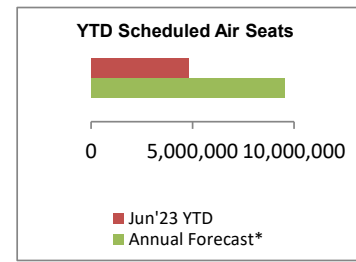 YTD Scheduled Air Seats
0 5,000,000 10,000,000
Jun'23 YTD
Annual Forecast*